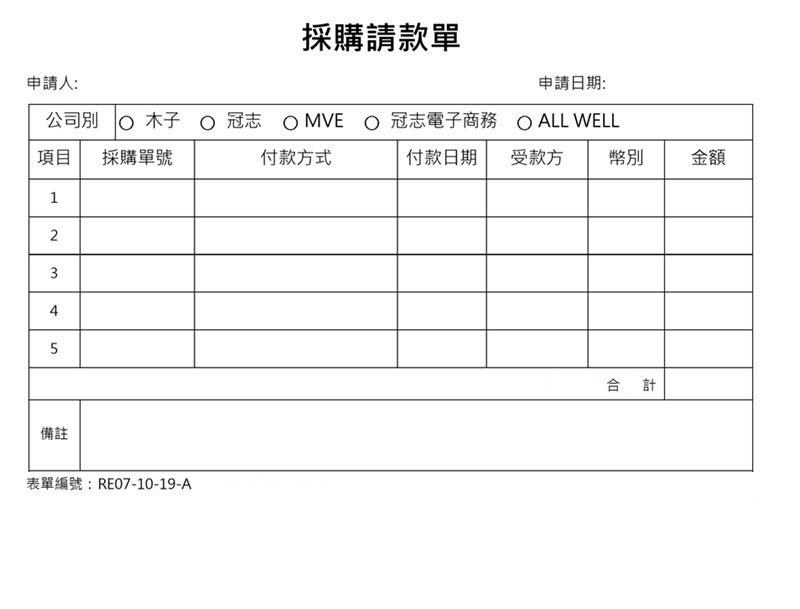 採購請款單
申請人: 申請日期:
公司別 ○ 木子 ○ 冠志 ○ MVE ○ 冠志電子商務 ○ ALL WELL
項目 採購單號 付款方式 付款日期 受款方 幣別 金額
1
2
3
4
5
合 計
備註
表單編號：RE07-10-19-A